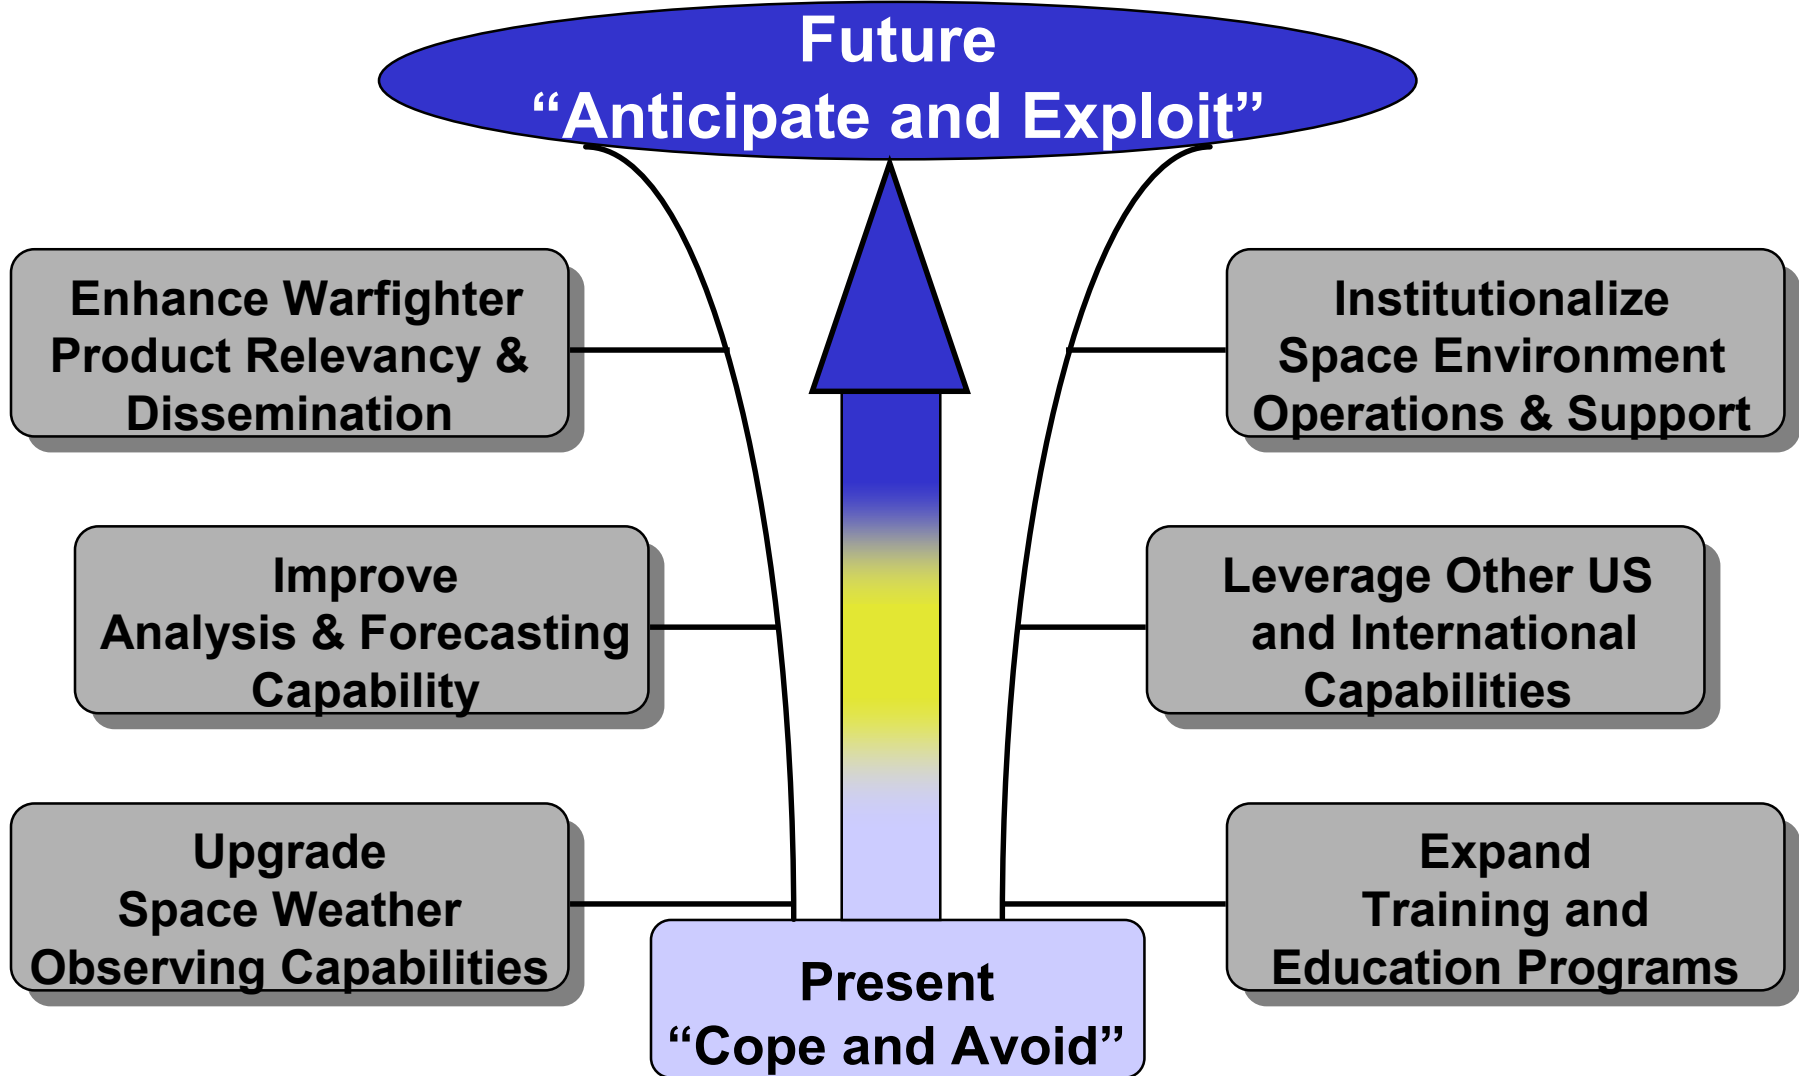 Future
“Anticipate and Exploit”
Enhance Warfighter
Product Relevancy &
Dissemination
Institutionalize
Space Environment
Operations & Support
Improve
Analysis & Forecasting
Capability
Leverage Other US
and International
Capabilities
Upgrade
Space Weather
Observing Capabilities
Expand
Training and
Education Programs
Present
“Cope and Avoid”